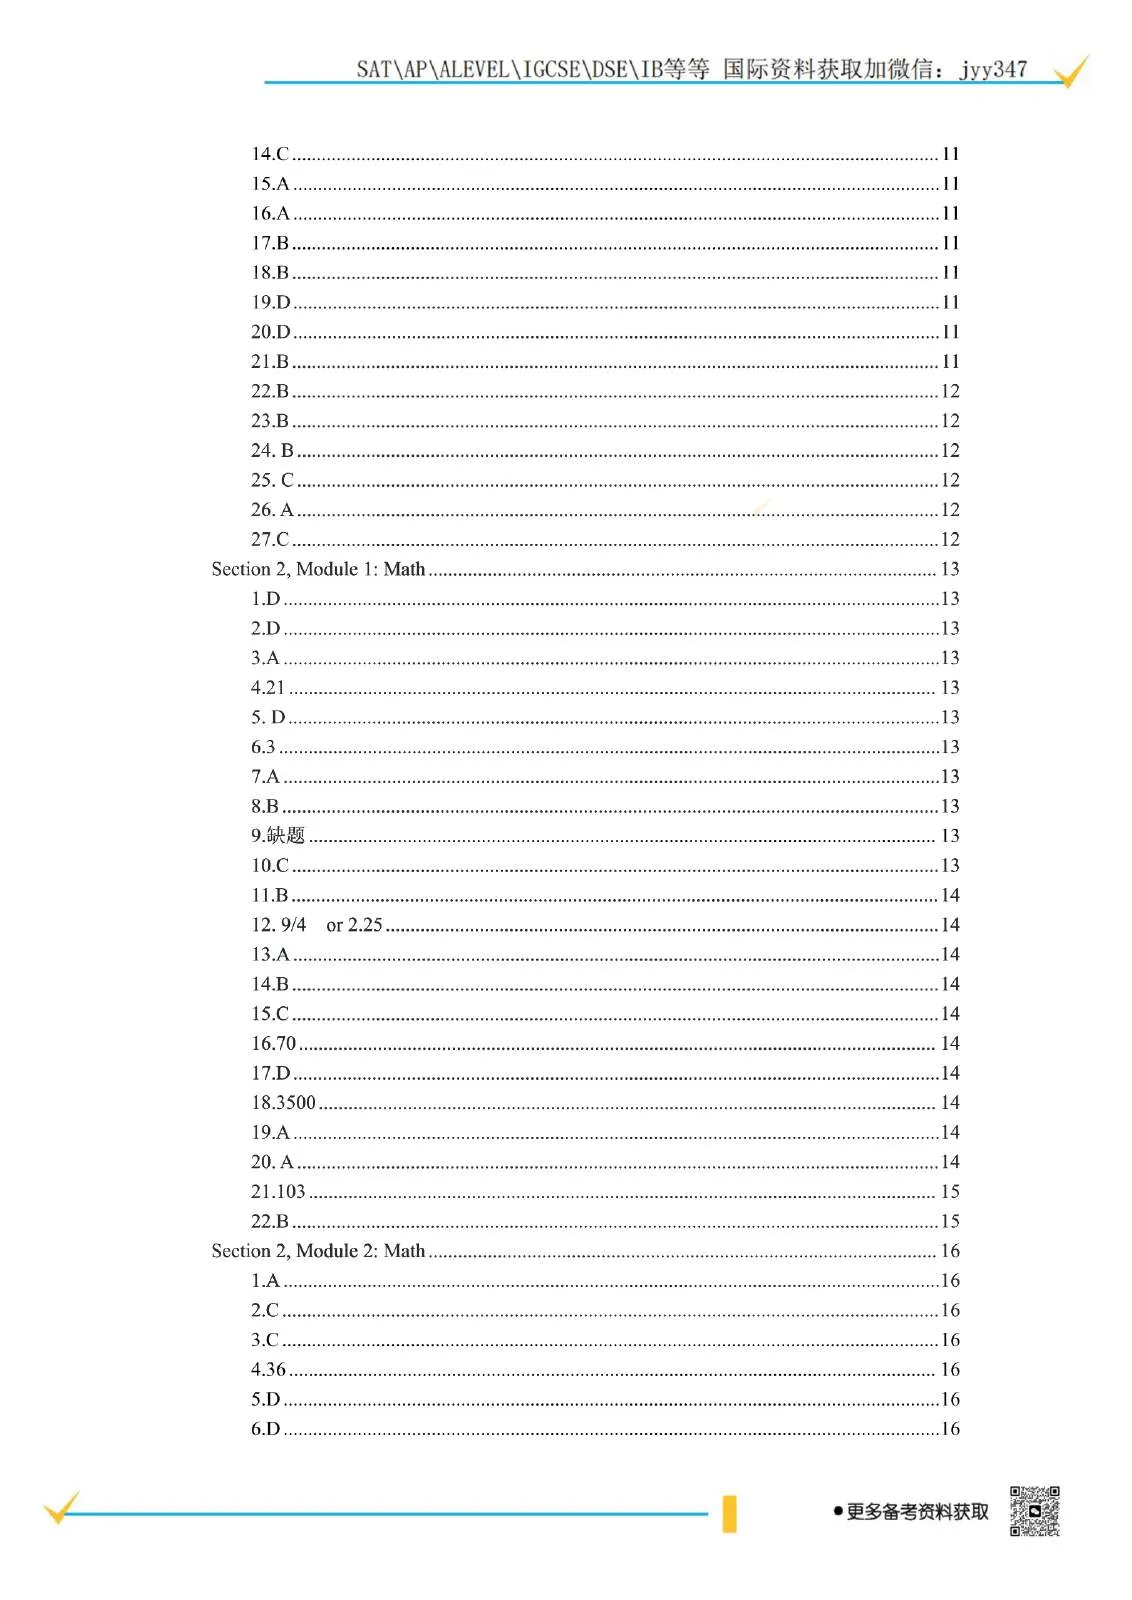 SAT\AP\ALEVEL\IGCSE\DSE\IB等等 国际资料获取加微信：jyy347
14.C 11
15.A 11
16.A 11
17.B 11
18.B 11
19.D 11
20.D 11
21.B 11
22.B 12
23.B 12
24. B 12
25. C 12
26. A 12
27.C 12
Section 2, Module 1: Math 13
1.D 13
2.D 13
3.A 13
4.21 13
5. D 13
6.3 13
7.A 13
8.B 13
9.缺题 13
10.C 13
11.B 14
12. 9/4 or 2.25 14
13.A 14
14.B 14
15.C 14
16.70 14
17.D 14
18.3500 14
19.A 14
20. A 14
21.103 15
22.B 15
Section 2, Module 2: Math 16
1.A 16
2.C 16
3.C 16
4.36 16
5.D 16
6.D 16
●更多备考资料获取